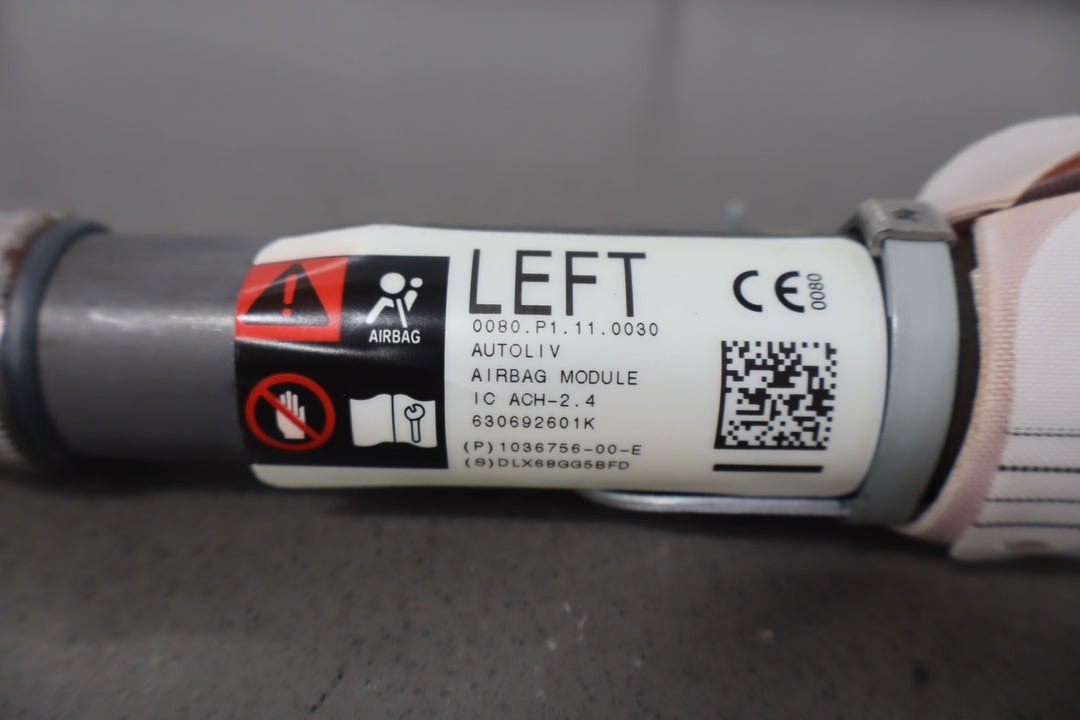 LEFT
0080.P1.11.0030
AUTOLIV
AIRBAG MODULE
IC ACH-2.4
630692601K
(P)1036756-00-E
(S)DLX68GG5BFD
AIRBAG
CE 0080